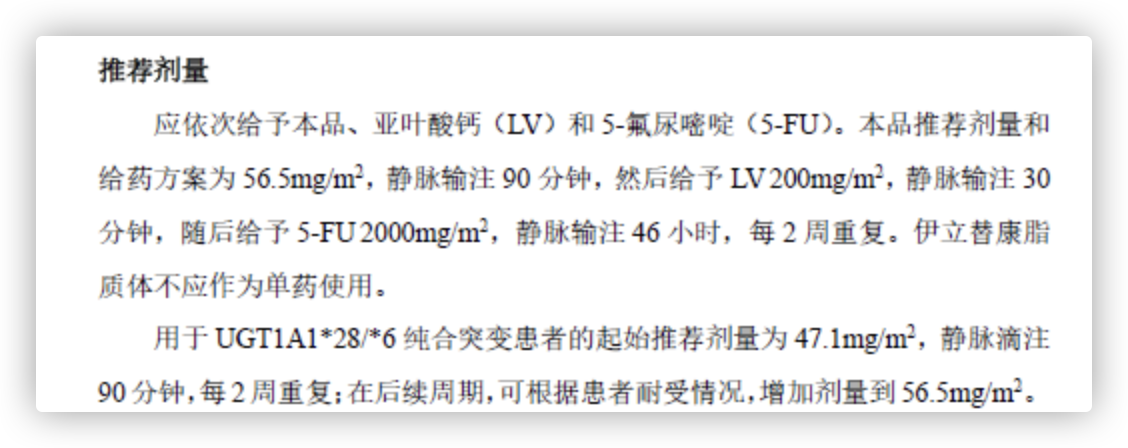 推荐剂量
应依次给予本品、亚叶酸钙（LV）和 5-氟尿嘧啶（5-FU）。本品推荐剂量和
给药方案为 56.5mg/m²，静脉输注 90 分钟，然后给予 LV 200mg/m²，静脉输注 30
分钟，随后给予 5-FU 2000mg/m²，静脉输注 46 小时，每 2 周重复。伊立替康脂
质体不应作为单药使用。
用于 UGT1A1*28/*6 纯合突变患者的起始推荐剂量为 47.1mg/m²，静脉滴注
90 分钟，每 2 周重复；在后续周期，可根据患者耐受情况，增加剂量到 56.5mg/m²。